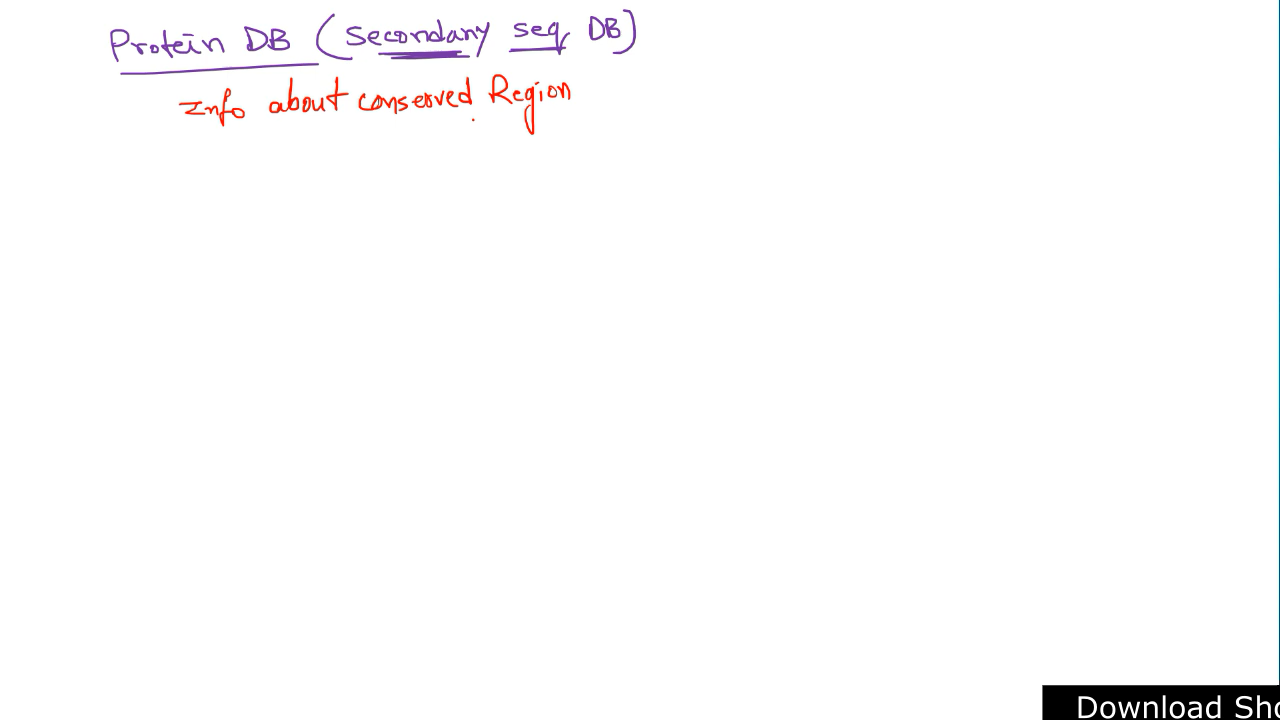 Protein DB (Secondary seq DB)
Info about conserved Region
Download Sho